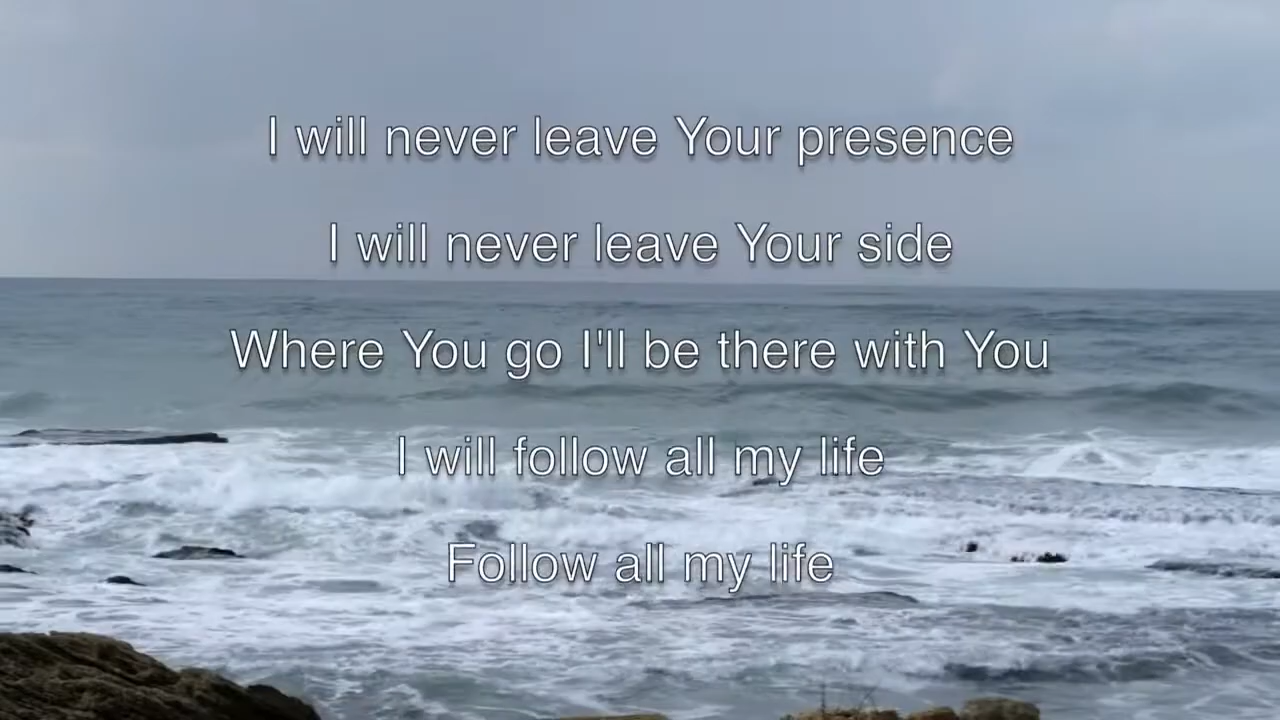 I will never leave Your presence
I will never leave Your side
Where You go I'll be there with You
I will follow all my life
Follow all my life